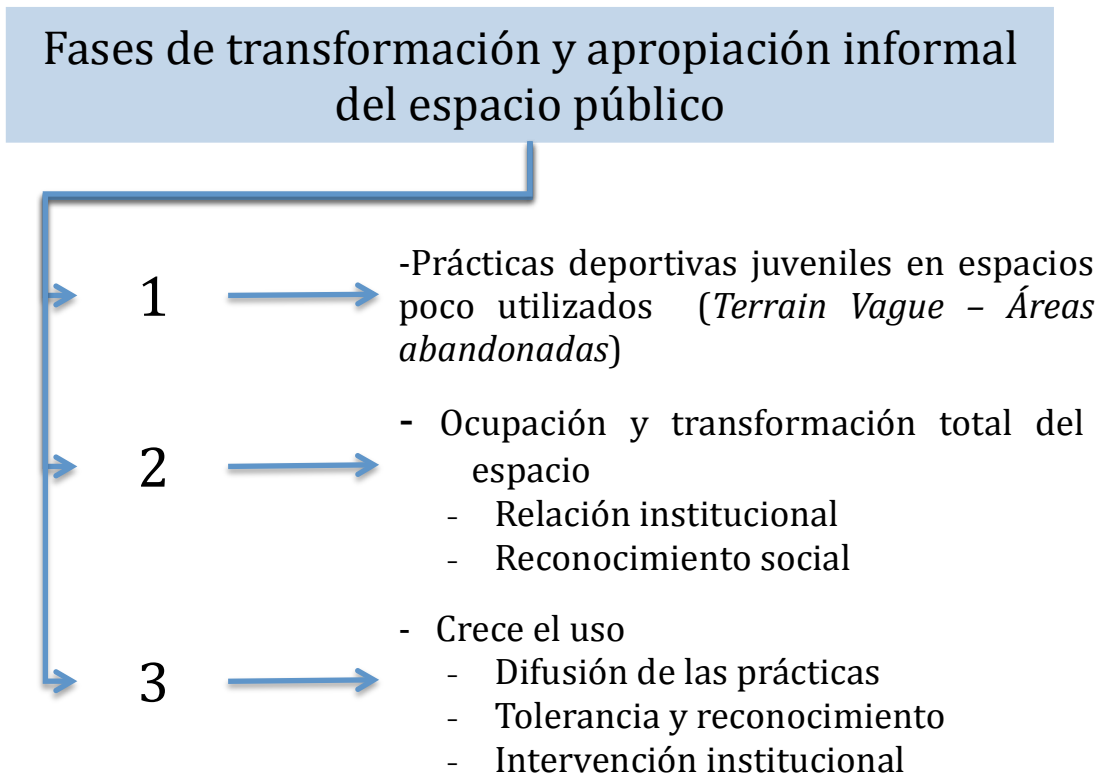 Fases de transformación y apropiación informal
del espacio público
1
-Prácticas deportivas juveniles en espacios
poco utilizados (Terrain Vague – Áreas
abandonadas)
2
- Ocupación y transformación total del
espacio
- Relación institucional
- Reconocimiento social
3
- Crece el uso
- Difusión de las prácticas
- Tolerancia y reconocimiento
- Intervención institucional